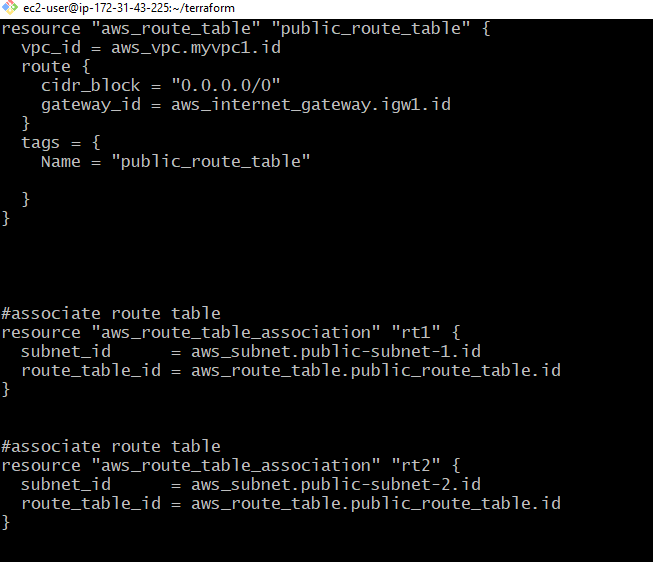 ec2-user@ip-172-31-43-225:~/terraform
resource "aws_route_table" "public_route_table" {
  vpc_id = aws_vpc.myvpc1.id
  route {
    cidr_block = "0.0.0.0/0"
    gateway_id = aws_internet_gateway.igw1.id
  }
  tags = {
    Name = "public_route_table"

  }
}

#associate route table
resource "aws_route_table_association" "rt1" {
  subnet_id      = aws_subnet.public-subnet-1.id
  route_table_id = aws_route_table.public_route_table.id
}

#associate route table
resource "aws_route_table_association" "rt2" {
  subnet_id      = aws_subnet.public-subnet-2.id
  route_table_id = aws_route_table.public_route_table.id
}